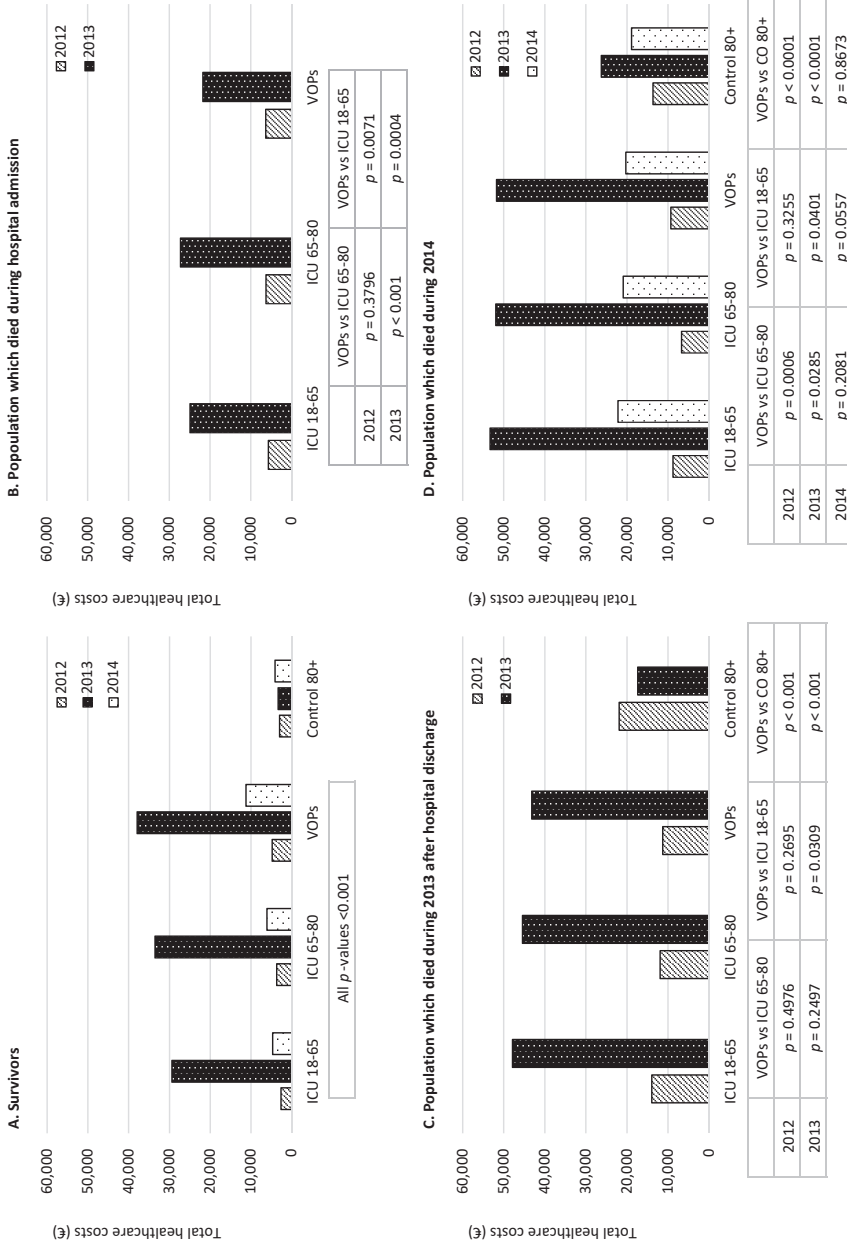 A. Survivors
Total healthcare costs (€)
60,000
50,000
40,000
30,000
20,000
10,000
0
2012
2013
2014
ICU 18-65
ICU 65-80
VOPs
Control 80+
All p-values <0.001
B. Popoulation which died during hospital admission
Total healthcare costs (€)
60,000
50,000
40,000
30,000
20,000
10,000
0
2012
2013
ICU 18-65
ICU 65-80
VOPs
VOPs vs ICU 65-80 VOPs vs ICU 18-65
2012 p = 0.3796 p = 0.0071
2013 p < 0.001 p = 0.0004
C. Population which died during 2013 after hospital discharge
Total healthcare costs (€)
60,000
50,000
40,000
30,000
20,000
10,000
0
2012
2013
ICU 18-65
ICU 65-80
VOPs
Control 80+
VOPs vs ICU 65-80 VOPs vs ICU 18-65 VOPs vs CO 80+
2012 p = 0.4976 p = 0.2695 p < 0.001
2013 p = 0.2497 p = 0.0309 p < 0.001
D. Population which died during 2014
Total healthcare costs (€)
60,000
50,000
40,000
30,000
20,000
10,000
0
2012
2013
2014
ICU 18-65
ICU 65-80
VOPs
Control 80+
VOPs vs ICU 65-80 VOPs vs ICU 18-65 VOPs vs CO 80+
2012 p = 0.0006 p = 0.3255 p < 0.0001
2013 p = 0.0285 p = 0.0401 p < 0.0001
2014 p = 0.2081 p = 0.0557 p = 0.8673